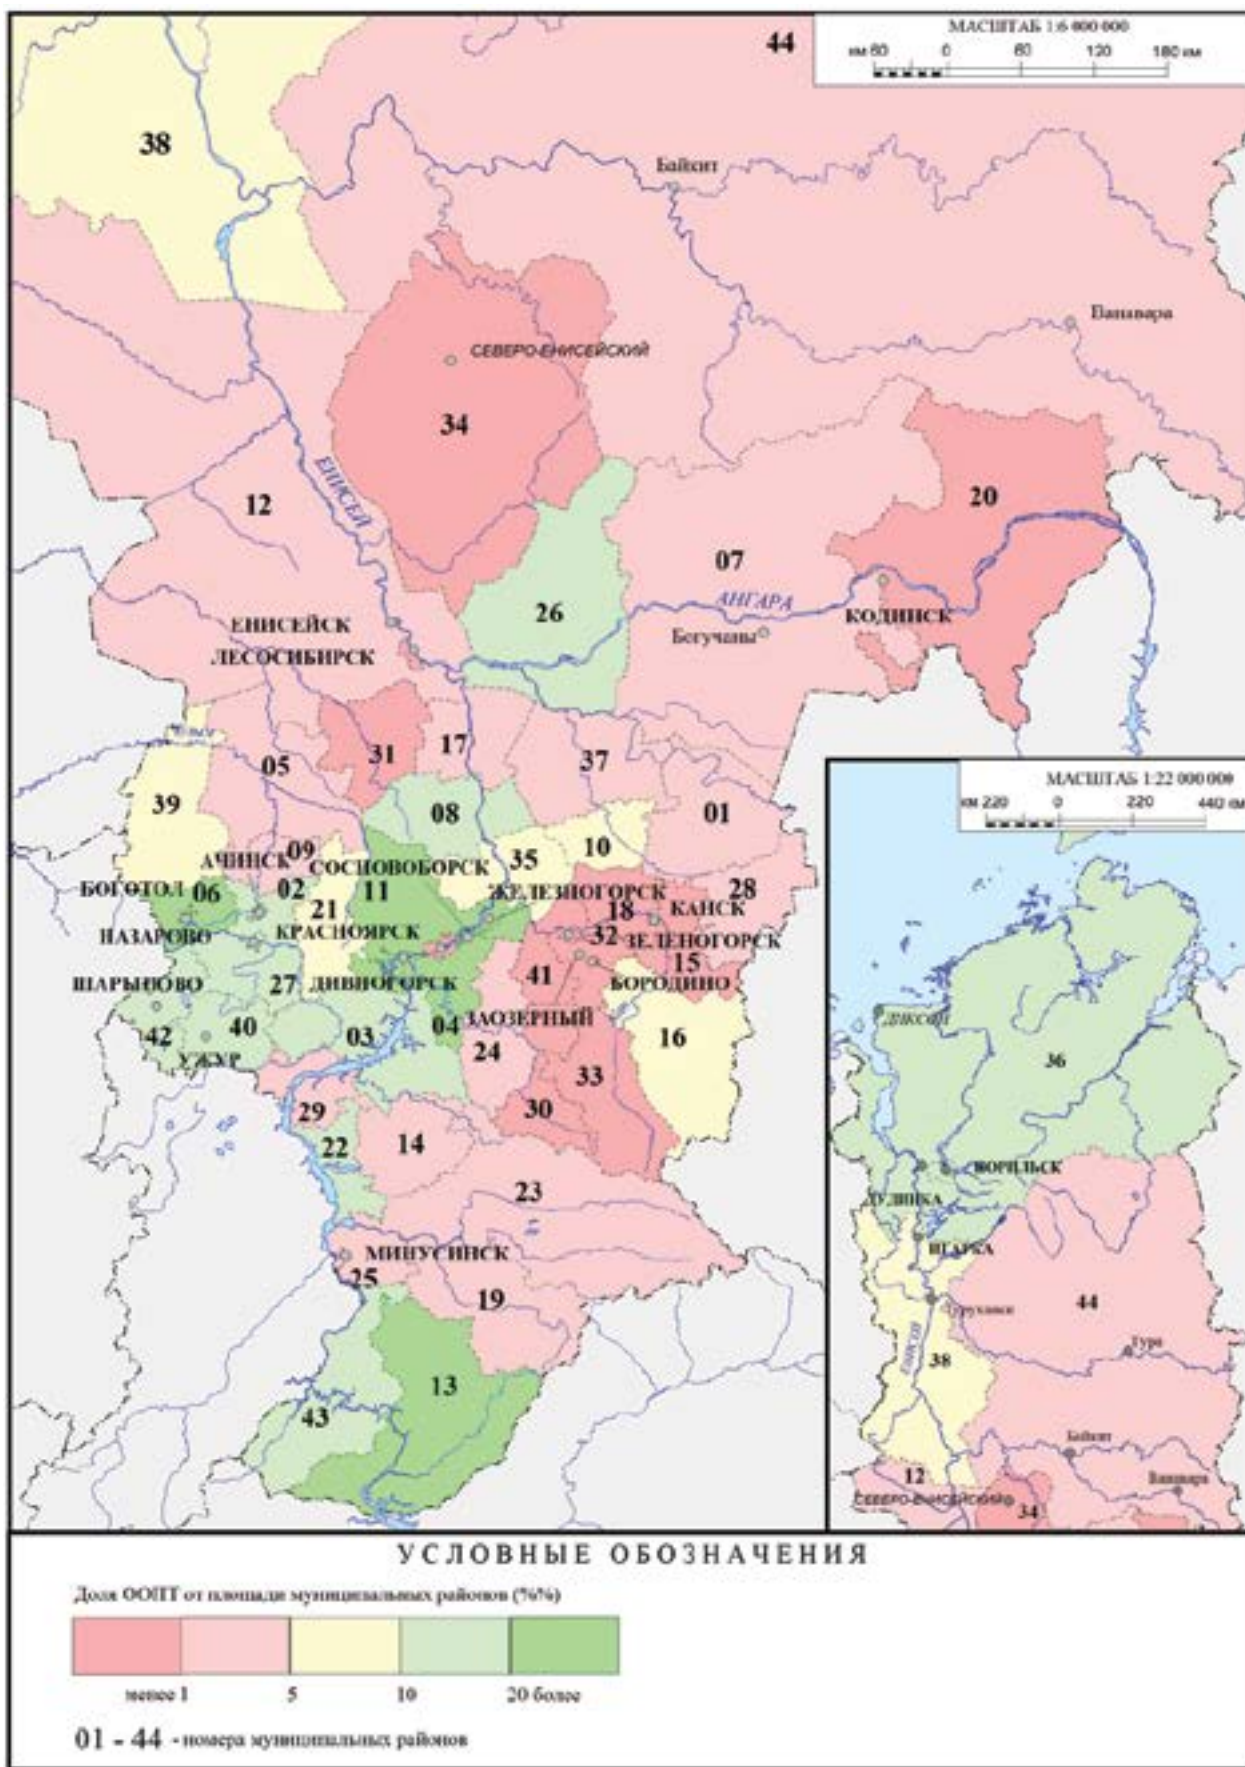 МАСШТАБ 1:6 000 000
км 60 0 60 120 180 км
44
38
Байкит
Ванавара
СЕВЕРО-ЕНИСЕЙСКИЙ
34
ЕНИСЕЙ
12
20
07
26
АНГАРА
КОДИНСК
Богучаны
ЕНИСЕЙСК
ЛЕСОСИБИРСК
31
17
37
05
39
08
01
МАСШТАБ 1:22 000 000
км 220 0 220 440 км
09
35
10
АЧИНСК
СОСНОВОБОРСК
28
БОГОТОЛ
06
02
11
ЖЕЛЕЗНОГОРСК
21
18
КАНСК
НАЗАРОВО
КРАСНОЯРСК
32
ЗЕЛЕНОГОРСК
15
ШАРЫПОВО
27
ДИВНОГОРСК
41
БОРОДИНО
42
40
03
04
ЗАОЗЕРНЫЙ
16
УЖУР
24
33
30
29
22
14
23
МИНУСИНСК
25
19
13
43
ДИКСОН
36
НОРИЛЬСК
ДУДИНКА
ИГАРКА
Туруханск
44
ЕНИСЕЙ
Тура
38
Байкит
12
Ванавара
СЕВЕРО-ЕНИСЕЙСКИЙ
34
УСЛОВНЫЕ ОБОЗНАЧЕНИЯ
Доля ООПТ от площади муниципальных районов (%%)
менее 1 5 10 20 более
01 - 44 - номера муниципальных районов